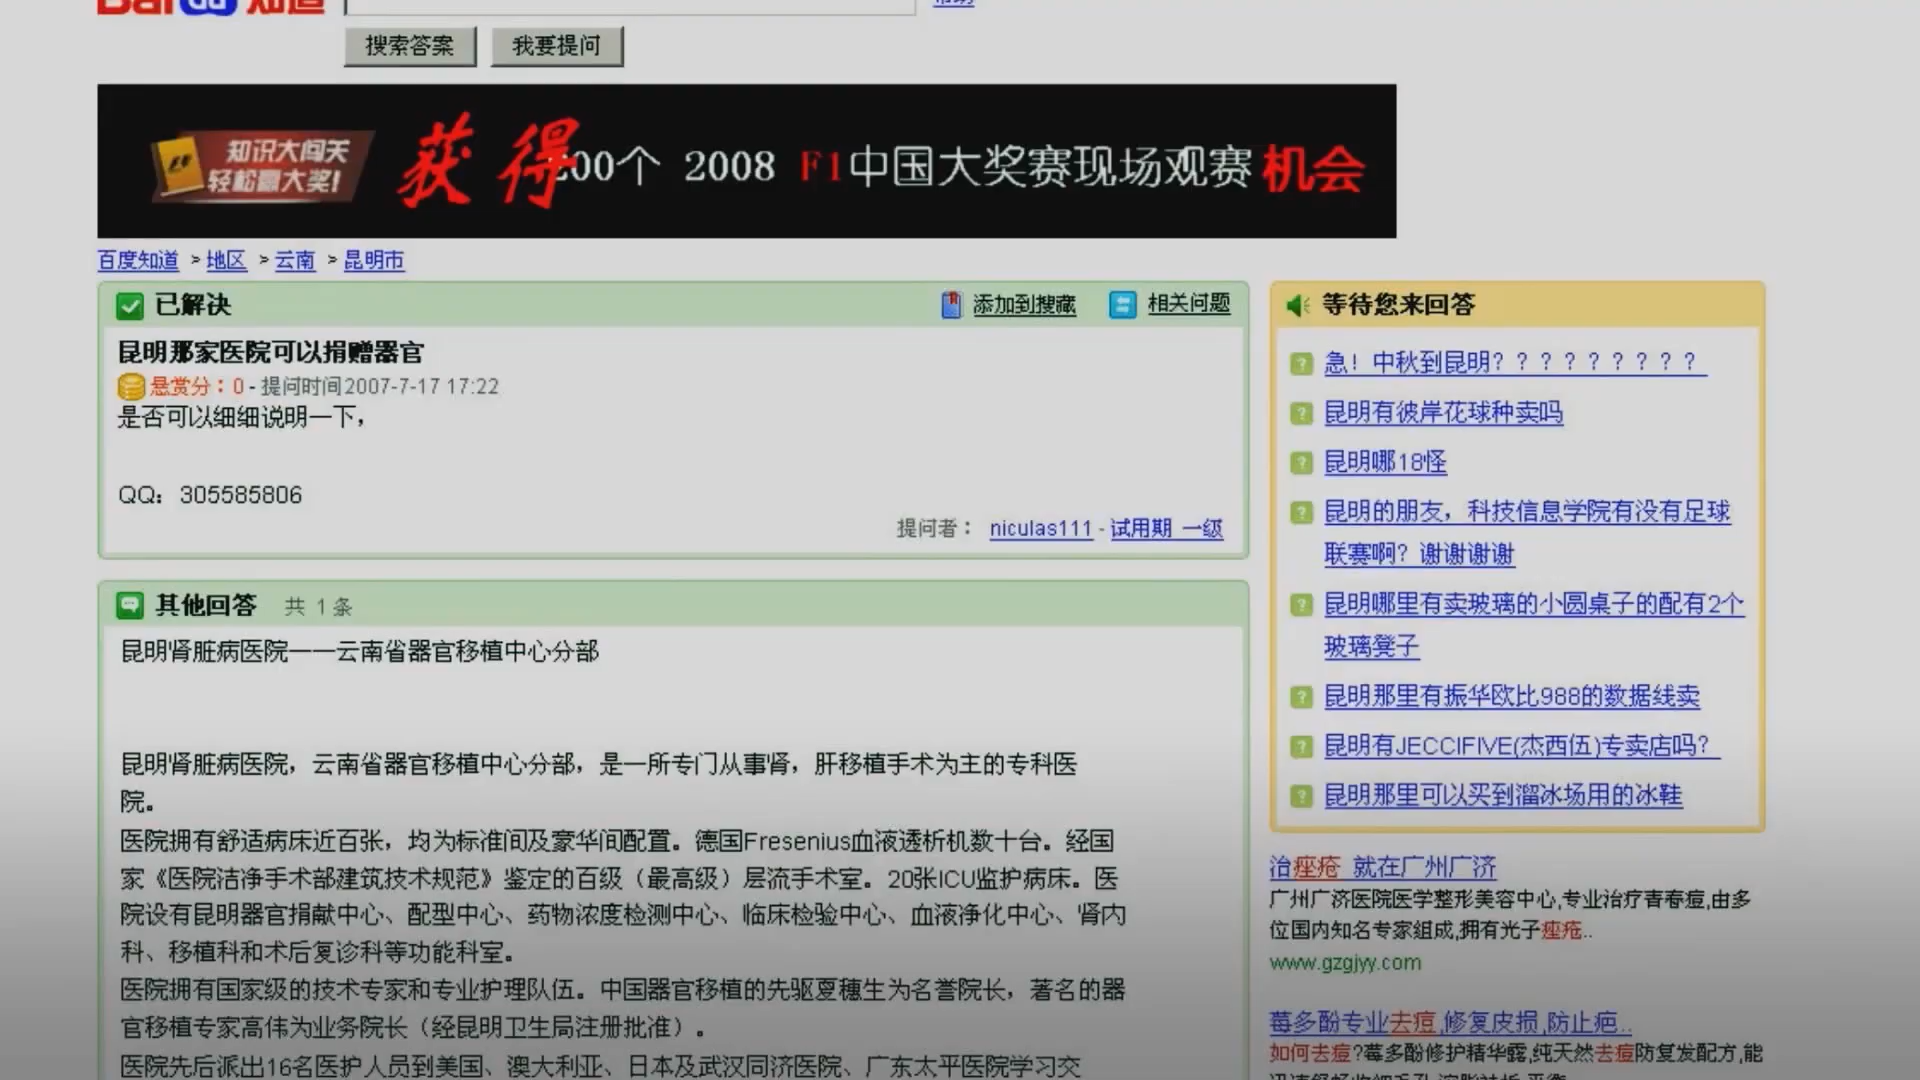 Bai 知道
帮助
搜索答案
我要提问
知识大闯关
轻松赢大奖!
获得200个 2008 F1中国大奖赛现场观赛机会
百度知道 > 地区 > 云南 > 昆明市
已解决
添加到搜藏
相关问题
昆明那家医院可以捐赠器官
悬赏分：0 - 提问时间2007-7-17 17:22
是否可以细细说明一下，
QQ：305585806
提问者： niculas111 - 试用期 一级
其他回答 共 1 条
昆明肾脏病医院——云南省器官移植中心分部
昆明肾脏病医院，云南省器官移植中心分部，是一所专门从事肾，肝移植手术为主的专科医
院。
医院拥有舒适病床近百张，均为标准间及豪华间配置。德国Fresenius血液透析机数十台。经国
家《医院洁净手术部建筑技术规范》鉴定的百级（最高级）层流手术室。20张ICU监护病床。医
院设有昆明器官捐献中心、配型中心、药物浓度检测中心、临床检验中心、血液净化中心、肾内
科、移植科和术后复诊科等功能科室。
医院拥有国家级的技术专家和专业护理队伍。中国器官移植的先驱夏穗生为名誉院长，著名的器
官移植专家高伟为业务院长（经昆明卫生局注册批准）。
医院先后派出16名医护人员到美国、澳大利亚、日本及武汉同济医院、广东太平医院学习交
等待您来回答
急！中秋到昆明？？？？？？？？？
昆明有彼岸花球种卖吗
昆明哪18怪
昆明的朋友，科技信息学院有没有足球
联赛啊？谢谢谢谢
昆明哪里有卖玻璃的小圆桌子的配有2个
玻璃凳子
昆明那里有振华欧比988的数据线卖
昆明有JECCIFIVE(杰西伍)专卖店吗？
昆明那里可以买到溜冰场用的冰鞋
治痤疮 就在广州广济
广州广济医院医学整形美容中心,专业治疗青春痘,由多
位国内知名专家组成,拥有光子痤疮..
www.gzgjyy.com
莓多酚专业去痘,修复皮损,防止疤..
如何去痘?莓多酚修护精华露,纯天然去痘防复发配方,能